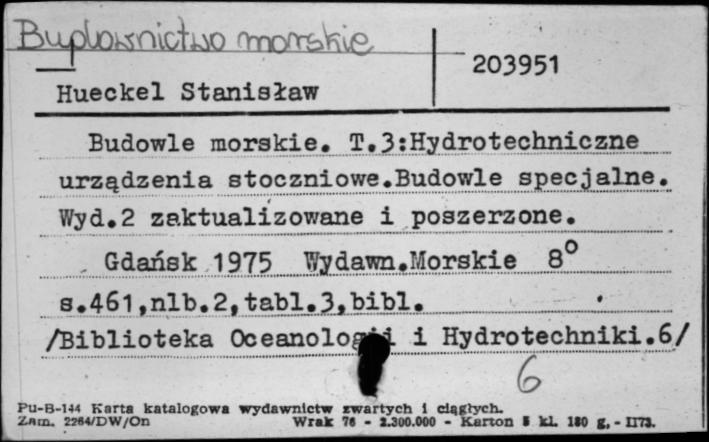 Budownictwo morskie
203951
Hueckel Stanisław
Budowle morskie. T.3:Hydrotechniczne
urządzenia stoczniowe.Budowle specjalne.
Wyd.2 zaktualizowane i poszerzone.
Gdańsk 1975 Wydawn.Morskie 8°
s.461,nlb.2,tabl.3,bibl.
/Biblioteka Oceanologii i Hydrotechniki.6/
6
Pu-B-144 Karta katalogowa wydawnictw zwartych i ciągłych.
Zam. 2264/DW/On Wrak 76 - 2.300.000 - Karton 5 kl. 180 g, - II73.